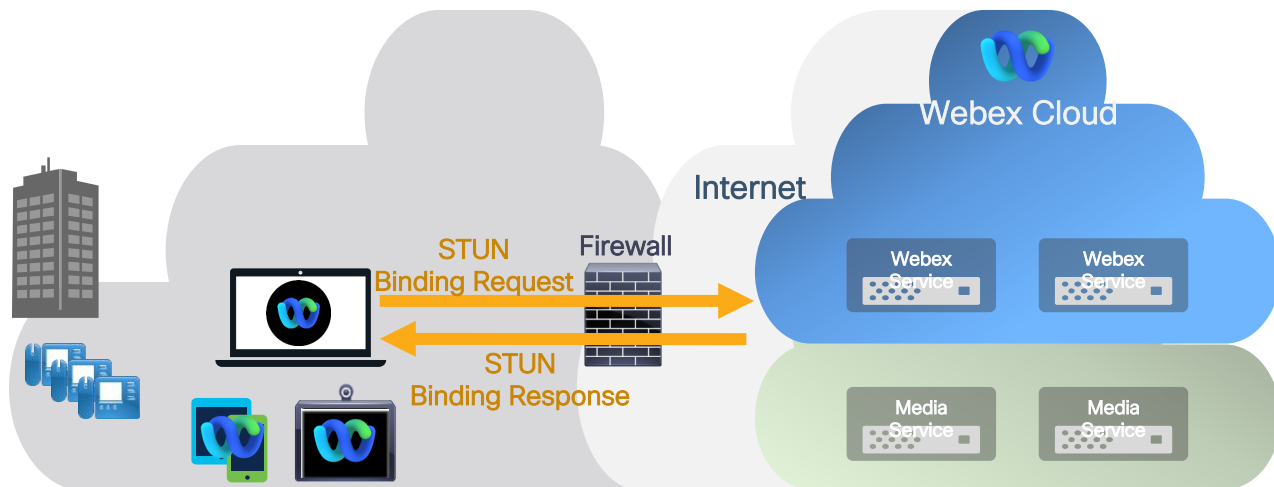 Webex Cloud
Internet
STUN
Binding Request
Firewall
STUN
Binding Response
Webex
Service
Webex
Service
Media
Service
Media
Service